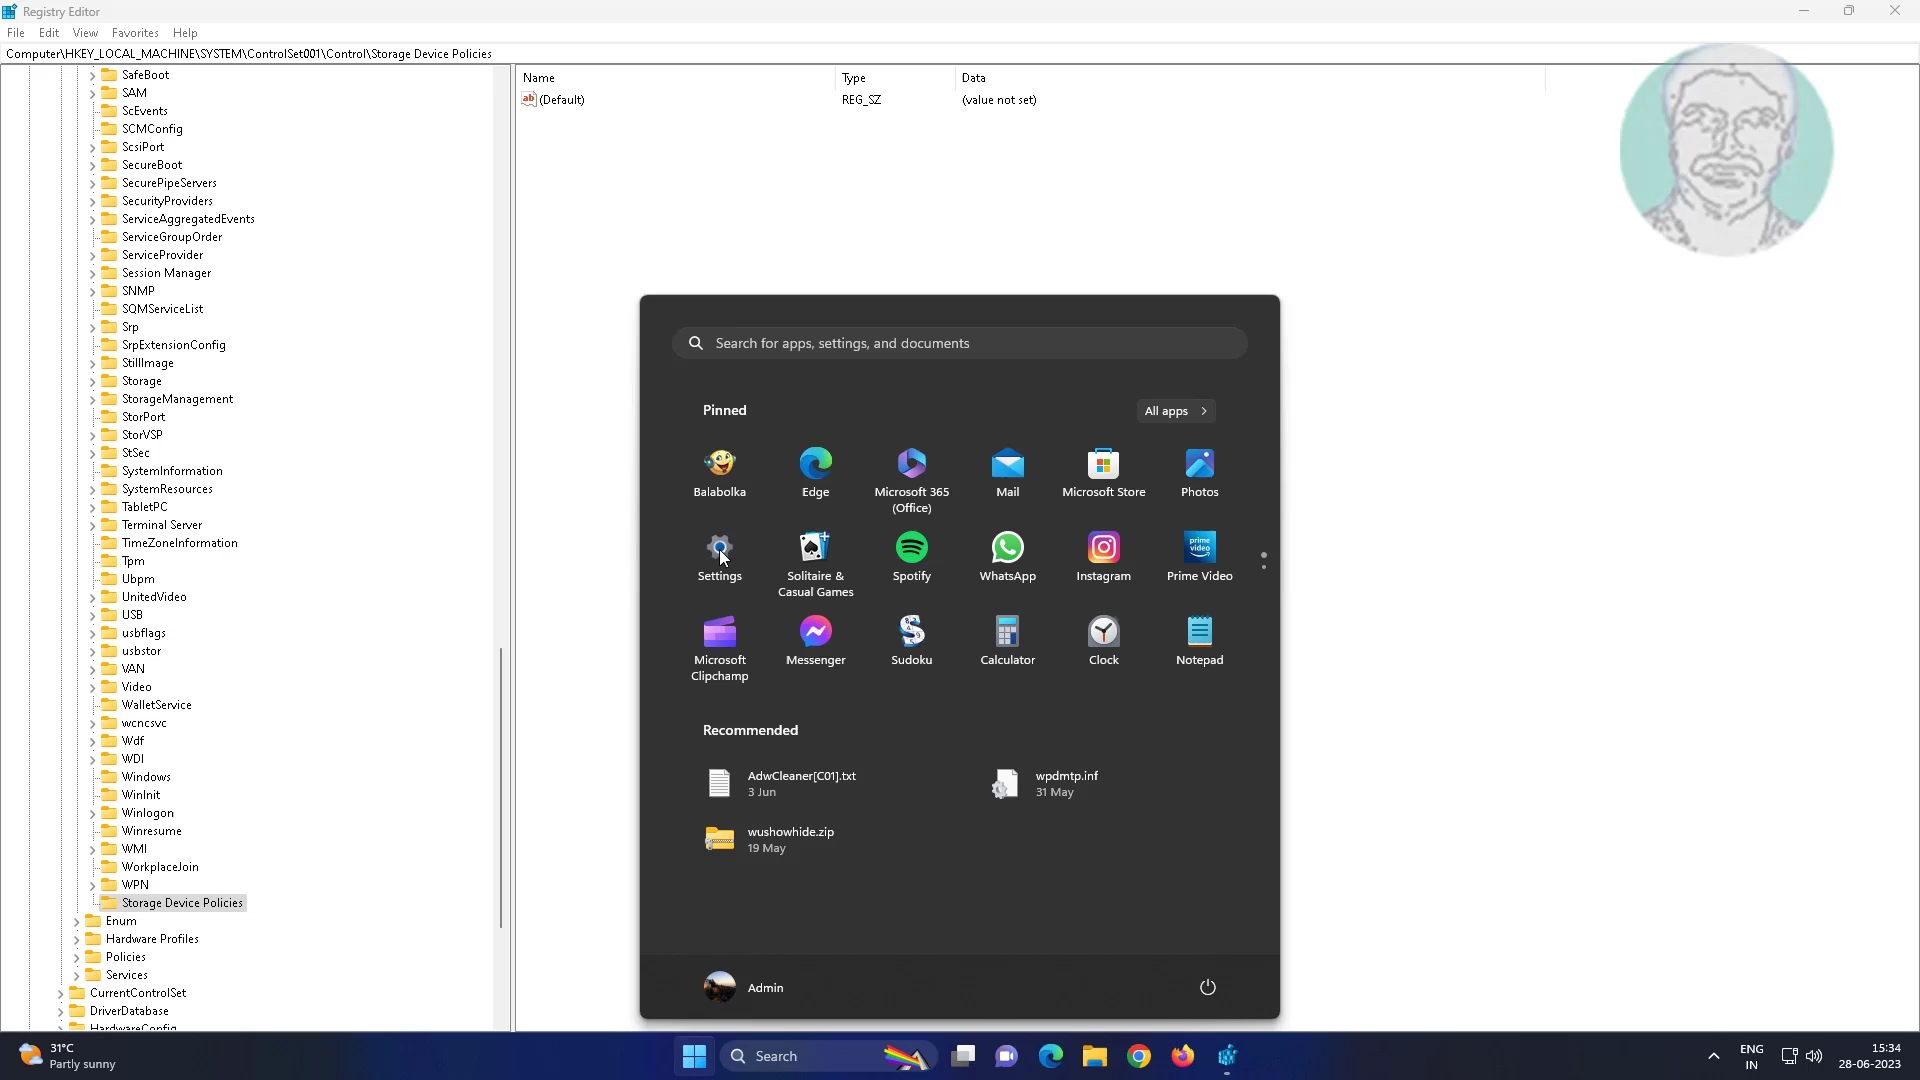 Registry Editor
File Edit View Favorites Help
Computer\HKEY_LOCAL_MACHINE\SYSTEM\ControlSet001\Control\Storage Device Policies
SafeBoot
SAM
ScEvents
SCMConfig
ScsiPort
SecureBoot
SecurePipeServers
SecurityProviders
ServiceAggregatedEvents
ServiceGroupOrder
ServiceProvider
Session Manager
SNMP
SQMServiceList
Srp
SrpExtensionConfig
StillImage
Storage
StorageManagement
StorPort
StorVSP
StSec
SystemInformation
SystemResources
TabletPC
Terminal Server
TimeZoneInformation
Tpm
Ubpm
UnitedVideo
USB
usbflags
usbstor
VAN
Video
WalletService
wcncsvc
Wdf
WDI
Windows
WinInit
Winlogon
Winresume
WMI
WorkplaceJoin
WPN
Storage Device Policies
Enum
Hardware Profiles
Policies
Services
CurrentControlSet
DriverDatabase
HardwareConfig
Name Type Data
ab (Default) REG_SZ (value not set)
Search for apps, settings, and documents
Pinned All apps
Balabolka Edge Microsoft 365 Mail Microsoft Store Photos
(Office)
prime
video
Settings Solitaire & Spotify WhatsApp Instagram Prime Video
Casual Games
Microsoft Messenger Sudoku Calculator Clock Notepad
Clipchamp
Recommended
AdwCleaner[C01].txt wpdmtp.inf
3 Jun 31 May
wushowhide.zip
19 May
Admin
31°C
Partly sunny
Search
ENG
IN
15:34
28-06-2023